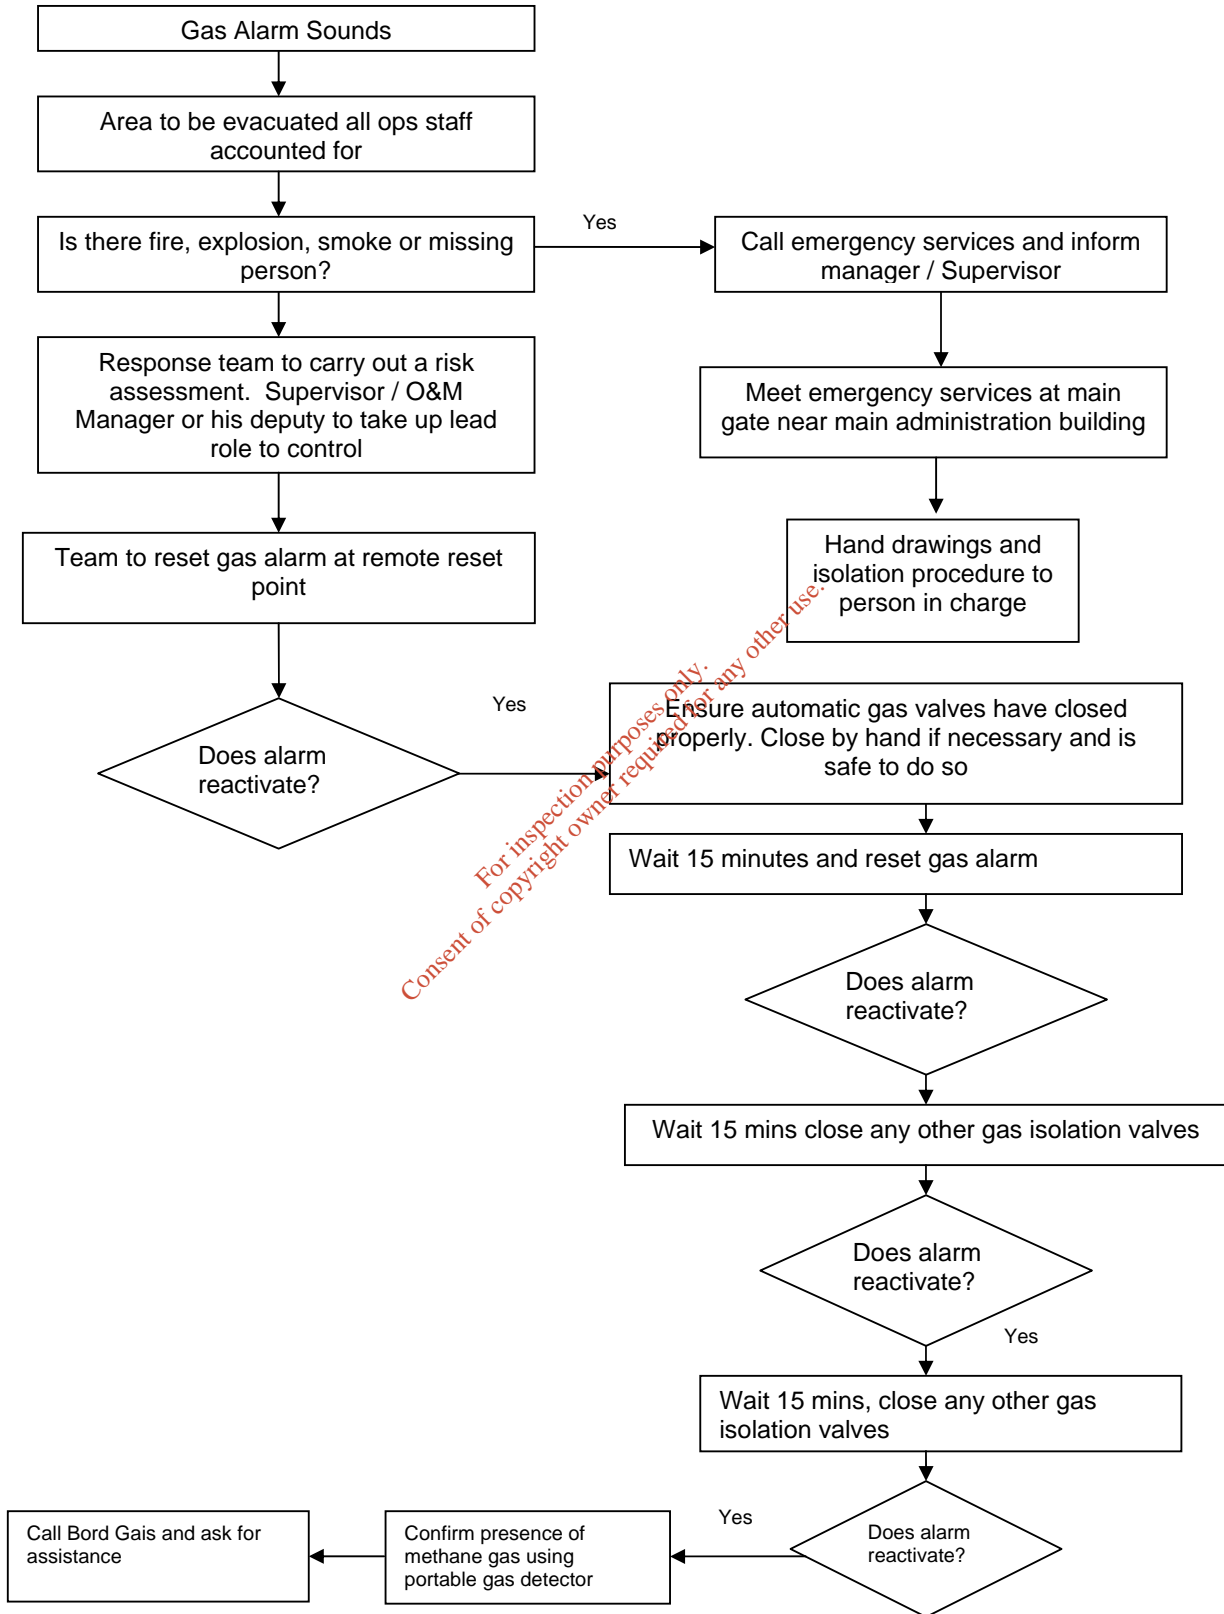 Gas Alarm Sounds
Area to be evacuated all ops staff
accounted for
Is there fire, explosion, smoke or missing
person?
Yes
Call emergency services and inform
manager / Supervisor
Response team to carry out a risk
assessment.  Supervisor / O&M
Manager or his deputy to take up lead
role to control
Meet emergency services at main
gate near main administration building
Team to reset gas alarm at remote reset
point
Hand drawings and
isolation procedure to
person in charge
Does alarm
reactivate?
Yes
Ensure automatic gas valves have closed
properly. Close by hand if necessary and is
safe to do so
For inspection purposes only.
Consent of copyright owner required for any other use.
Wait 15 minutes and reset gas alarm
Does alarm
reactivate?
Wait 15 mins close any other gas isolation valves
Does alarm
reactivate?
Yes
Wait 15 mins, close any other gas
isolation valves
Does alarm
reactivate?
Yes
Confirm presence of
methane gas using
portable gas detector
Call Bord Gais and ask for
assistance